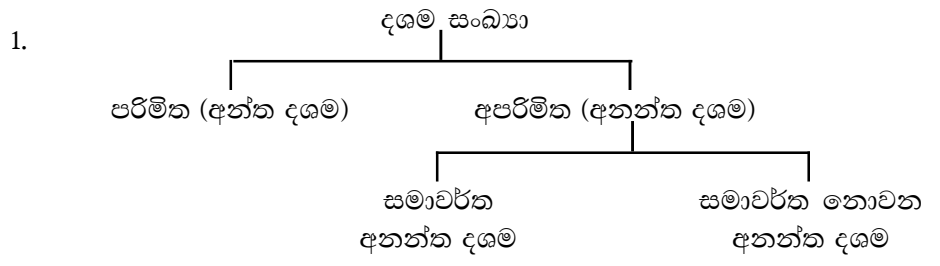 1.
දශම සංඛ්‍යා
පරිමිත (අන්ත දශම)
අපරිමිත (අනන්ත දශම)
සමාවර්ත
අනන්ත දශම
සමාවර්ත නොවන
අනන්ත දශම